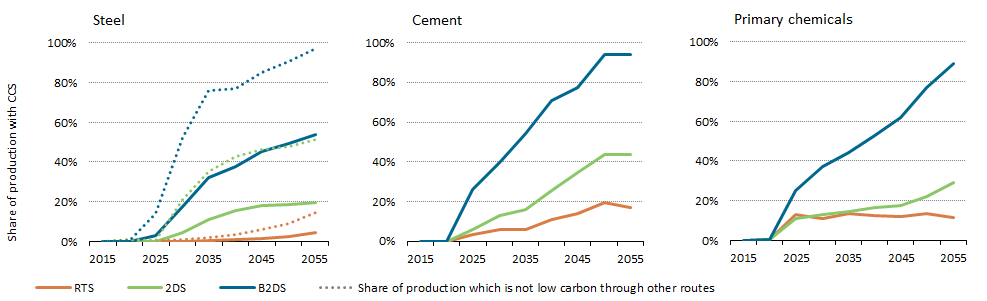 Steel
Cement
Primary chemicals
Share of production with CCS
100%
80%
60%
40%
20%
0%
2015 2025 2035 2045 2055
100%
80%
60%
40%
20%
0%
2015 2025 2035 2045 2055
100%
80%
60%
40%
20%
0%
2015 2025 2035 2045 2055
RTS 2DS B2DS Share of production which is not low carbon through other routes